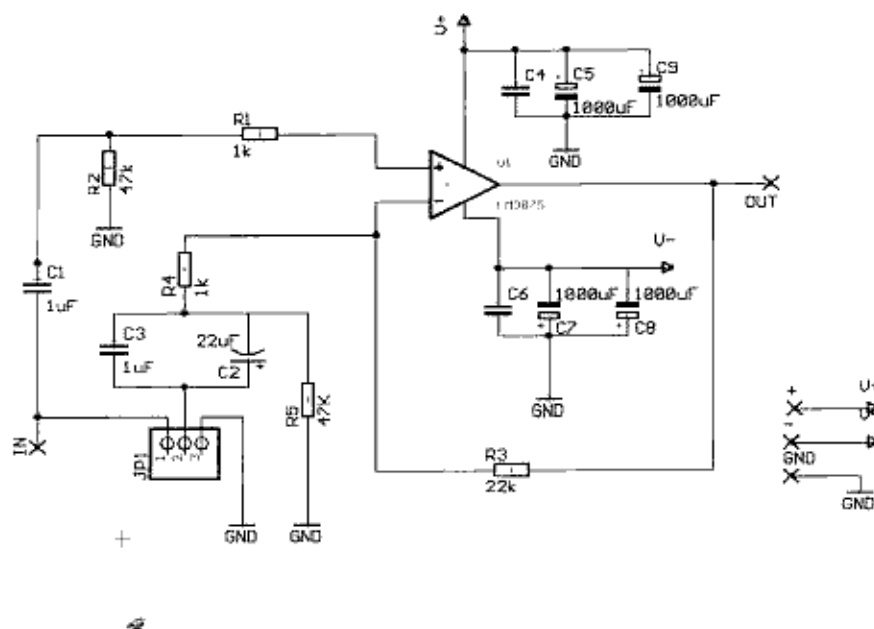 V+
C4
C5
C9
1000uF
1000uF
GND
R1
1k
R2
47k
GND
+
-
U1
LM3875
OUT
V-
C1
1uF
R4
1k
C6
1000uF
1000uF
C7
C8
GND
C3
1uF
22uF
C2
+
R5
47K
IN
JP1
1
2
3
GND
GND
R3
22k
+
-
GND
GND